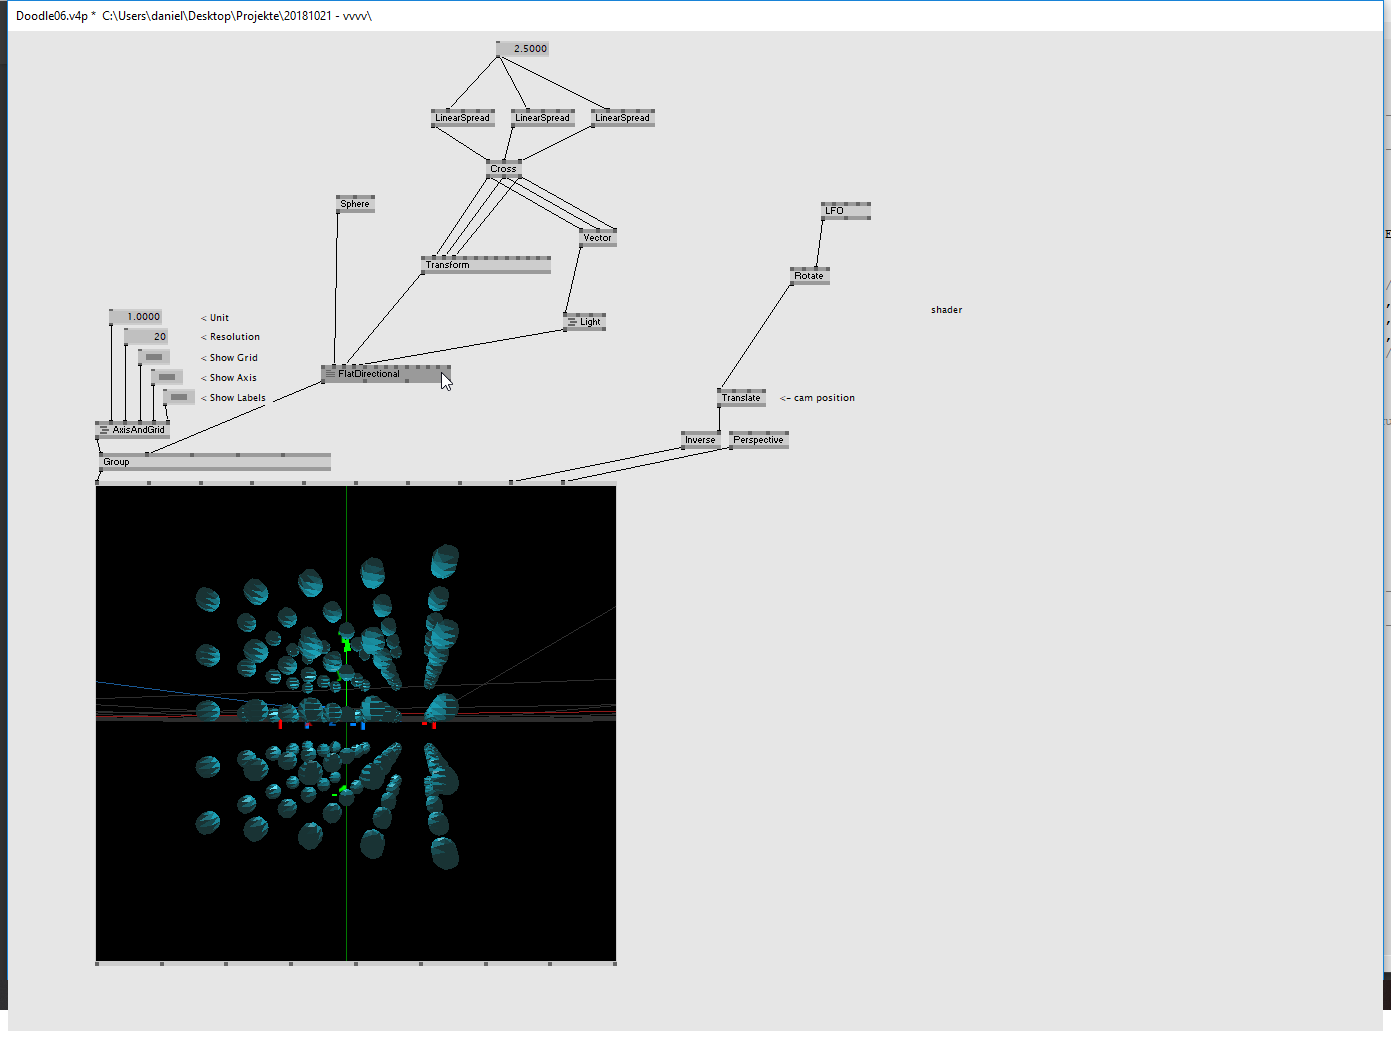 Doodle06.v4p *  C:\Users\daniel\Desktop\Projekte\20181021 - vvvv\
2.5000
LinearSpread LinearSpread LinearSpread
Cross
Sphere
LFO
Vector
Transform
Rotate
shader
1.0000 < Unit
Light
20 < Resolution
< Show Grid
FlatDirectional
< Show Axis
< Show Labels
Translate <- cam position
AxisAndGrid
Inverse Perspective
Group